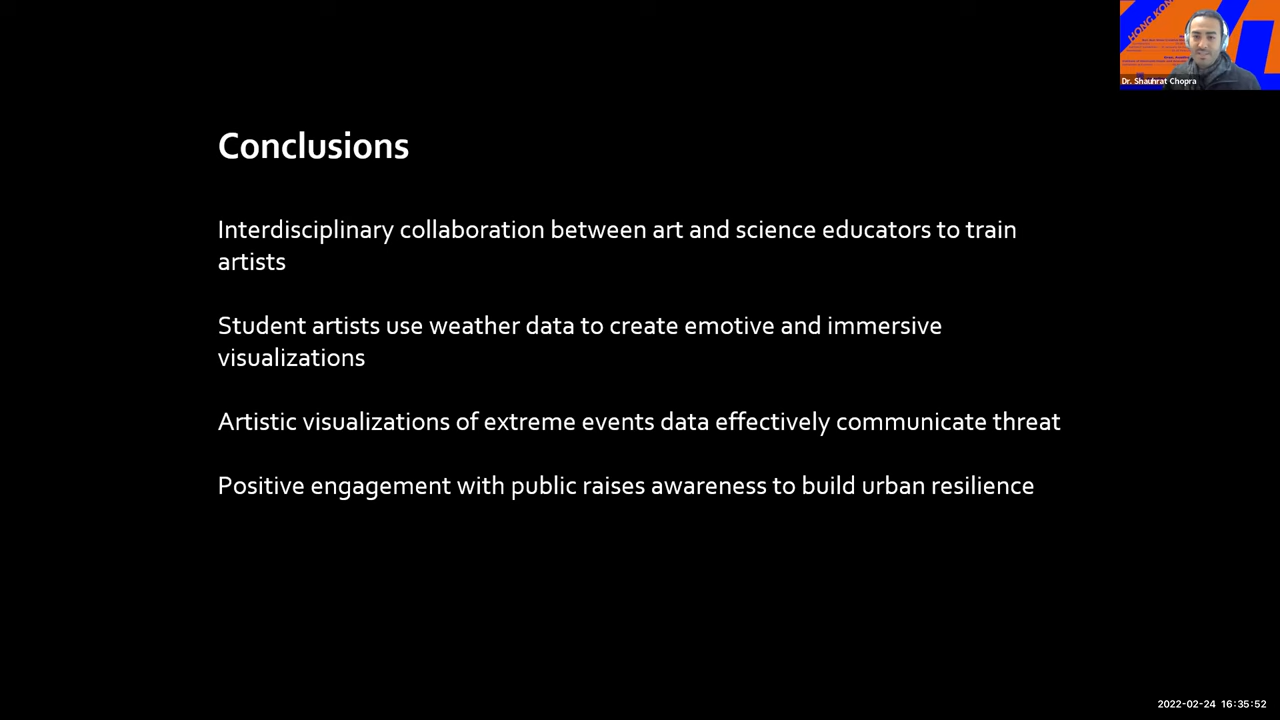 HONG KON
Dr. Shauhrat Chopra
Conclusions
Interdisciplinary collaboration between art and science educators to train
artists
Student artists use weather data to create emotive and immersive
visualizations
Artistic visualizations of extreme events data effectively communicate threat
Positive engagement with public raises awareness to build urban resilience
2022-02-24 16:35:52